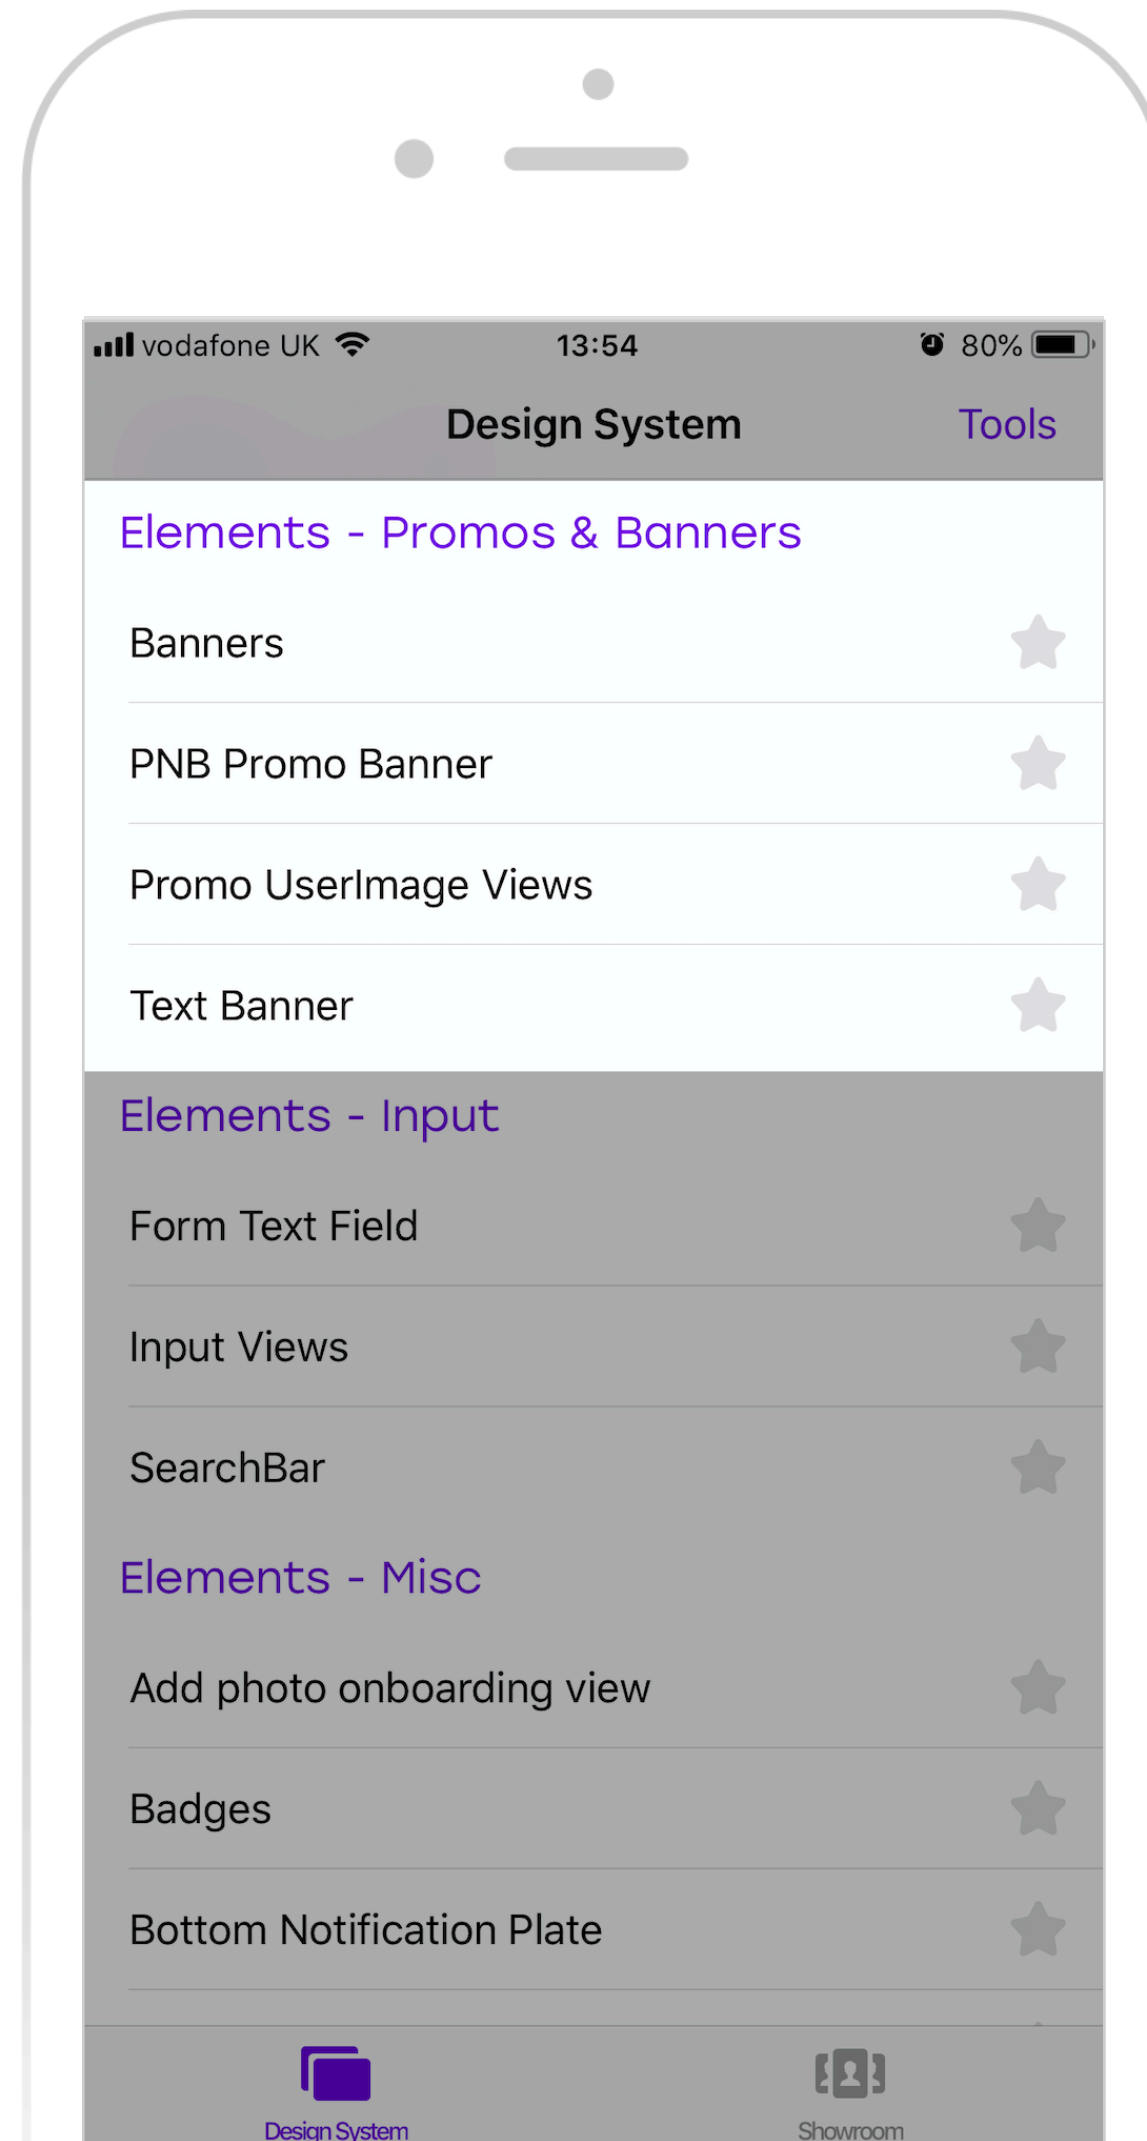 vodafone UK 13:54 80%
Design System Tools
Elements - Promos & Banners
Banners
PNB Promo Banner
Promo UserImage Views
Text Banner
Elements - Input
Form Text Field
Input Views
SearchBar
Elements - Misc
Add photo onboarding view
Badges
Bottom Notification Plate
Design System Showroom